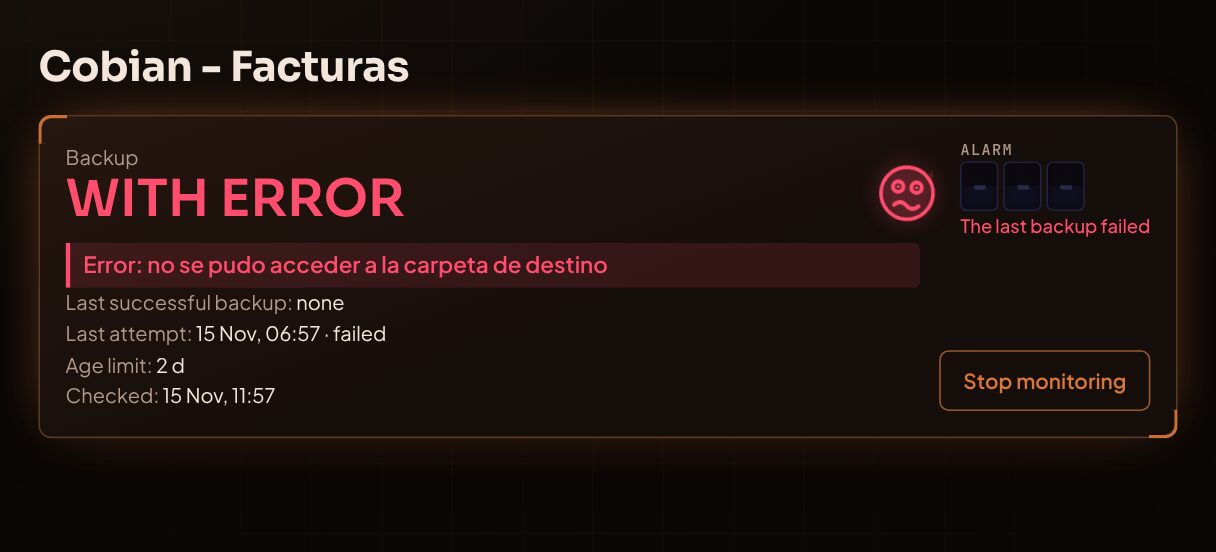 Cobian - Facturas
Backup
WITH ERROR
Error: no se pudo acceder a la carpeta de destino
Last successful backup: none
Last attempt: 15 Nov, 06:57 · failed
Age limit: 2 d
Checked: 15 Nov, 11:57
ALARM
- - -
The last backup failed
Stop monitoring